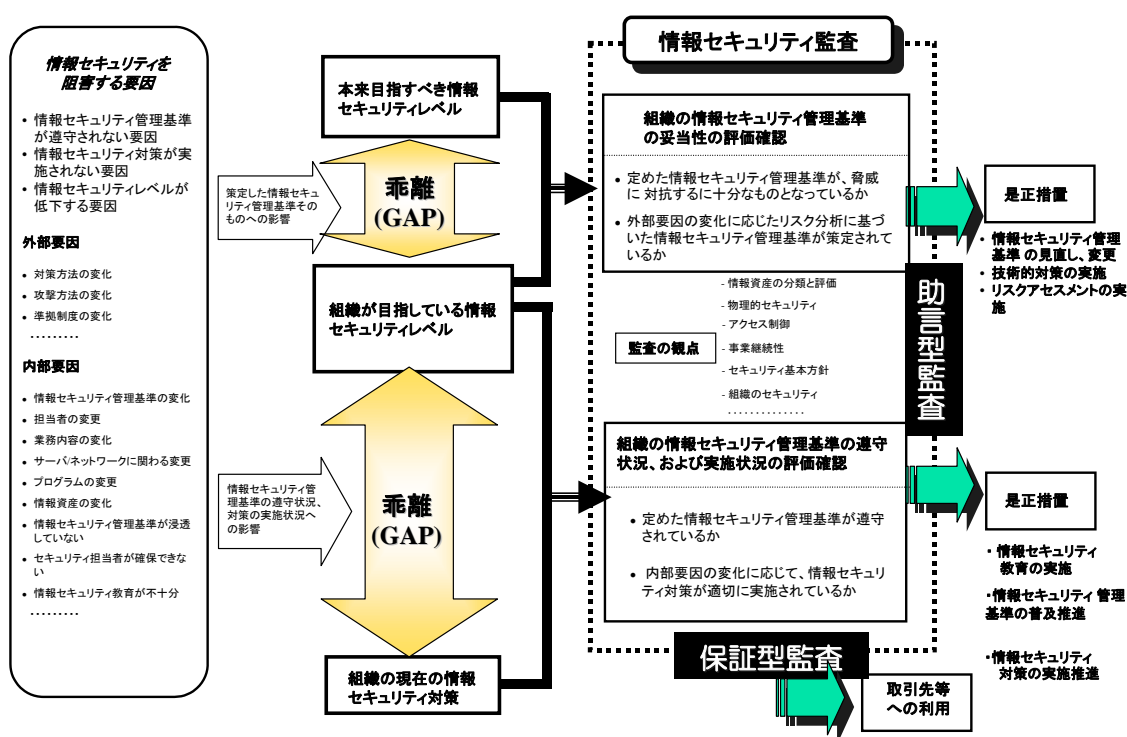 情報セキュリティを
阻害する要因
• 情報セキュリティ管理基準
が遵守されない要因
• 情報セキュリティ対策が実
施されない要因
• 情報セキュリティレベルが
低下する要因
外部要因
• 対策方法の変化
• 攻撃方法の変化
• 準拠制度の変化
………
内部要因
• 情報セキュリティ管理基準の変化
• 担当者の変更
• 業務内容の変化
• サーバ/ネットワークに関わる変更
• プログラムの変更
• 情報資産の変化
• 情報セキュリティ管理基準が浸透
していない
• セキュリティ担当者が確保できな
い
• 情報セキュリティ教育が不十分
………
策定した情報セキュ
リティ管理基準その
ものへの影響
情報セキュリティ管
理基準の遵守状況、
対策の実施状況へ
の影響
本来目指すべき情報
セキュリティレベル
乖離
(GAP)
組織が目指している情報
セキュリティレベル
乖離
(GAP)
組織の現在の情報
セキュリティ対策
情報セキュリティ監査
組織の情報セキュリティ管理基準
の妥当性の評価確認
• 定めた情報セキュリティ管理基準が、脅威
に 対抗するに十分なものとなっているか
• 外部要因の変化に応じたリスク分析に基づ
いた情報セキュリティ管理基準が策定されて
いるか
監査の観点
- 情報資産の分類と評価
- 物理的セキュリティ
- アクセス制御
- 事業継続性
- セキュリティ基本方針
- 組織のセキュリティ
..............
組織の情報セキュリティ管理基準の遵守
状況、および実施状況の評価確認
• 定めた情報セキュリティ管理基準が遵守
されているか
• 内部要因の変化に応じて、情報セキュリ
ティ対策が適切に実施されているか
助言型監査
保証型監査
是正措置
• 情報セキュリティ管理
基準 の見直し、変更
• 技術的対策の実施
• リスクアセスメントの実
施
是正措置
・情報セキュリティ
教育の実施
・情報セキュリティ 管理
基準の普及推進
・情報セキュリティ
対策の実施推進
取引先等
への利用